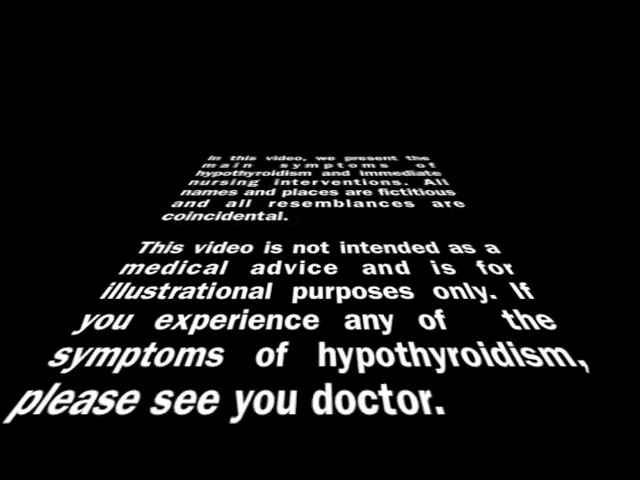 In this video, we present the
main symptoms of
hypothyroidism and immediate
nursing interventions. All
names and places are fictitious
and all resemblances are
coincidental.
This video is not intended as a
medical advice and is for
illustrational purposes only. If
you experience any of the
symptoms of hypothyroidism,
please see you doctor.